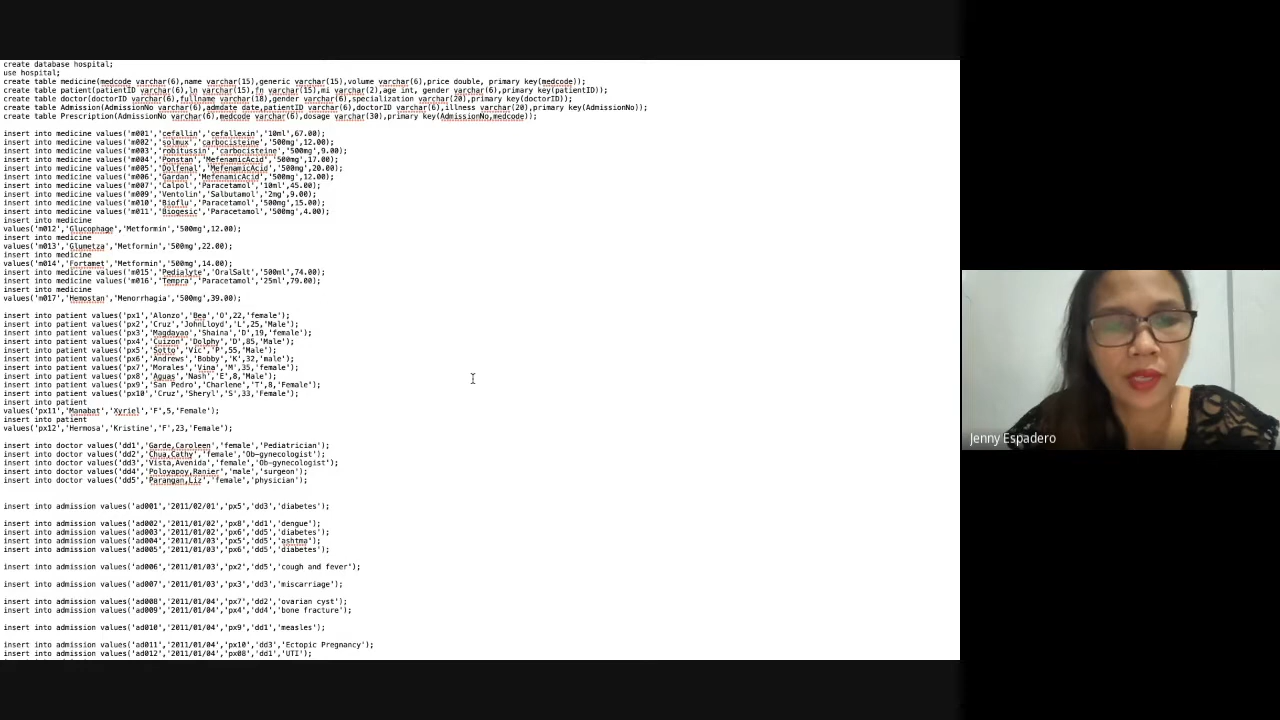 create database hospital;
use hospital;
create table medicine(medcode varchar(6),name varchar(15),generic varchar(15),volume varchar(6),price double, primary key(medcode));
create table patient(patientID varchar(6),ln varchar(15),fn varchar(15),mi varchar(2),age int, gender varchar(6),primary key(patientID));
create table doctor(doctorID varchar(6),fullname varchar(18),gender varchar(6),specialization varchar(20),primary key(doctorID));
create table Admission(AdmissionNo varchar(6),admdate date,patientID varchar(6),doctorID varchar(6),illness varchar(20),primary key(AdmissionNo));
create table Prescription(AdmissionNo varchar(6),medcode varchar(6),dosage varchar(30),primary key(AdmissionNo,medcode));
insert into medicine values('m001','cefallin','cefallexin','10ml',67.00);
insert into medicine values('m002','solmux','carbocisteine','500mg',12.00);
insert into medicine values('m003','robitussin','carbocisteine','500mg',9.00);
insert into medicine values('m004','Ponstan','MefenamicAcid','500mg',17.00);
insert into medicine values('m005','Dolfenal','MefenamicAcid','500mg',20.00);
insert into medicine values('m006','Gardan','MefenamicAcid','500mg',12.00);
insert into medicine values('m007','Calpol','Paracetamol','10ml',45.00);
insert into medicine values('m009','Ventolin','Salbutamol','2mg',9.00);
insert into medicine values('m010','Bioflu','Paracetamol','500mg',15.00);
insert into medicine values('m011','Biogesic','Paracetamol','500mg',4.00);
insert into medicine
values('m012','Glucophage','Metformin','500mg',12.00);
insert into medicine
values('m013','Glumetza','Metformin','500mg',22.00);
insert into medicine
values('m014','Fortamet','Metformin','500mg',14.00);
insert into medicine values('m015','Pedialyte','OralSalt','500ml',74.00);
insert into medicine values('m016','Tempra','Paracetamol','25ml',79.00);
insert into medicine
values('m017','Hemostan','Menorrhagia','500mg',39.00);
insert into patient values('px1','Alonzo','Bea','O',22,'female');
insert into patient values('px2','Cruz','JohnLloyd','L',25,'Male');
insert into patient values('px3','Magdayao','Shaina','D',19,'female');
insert into patient values('px4','Cuizon','Dolphy','D',85,'Male');
insert into patient values('px5','Sotto','Vic','P',55,'Male');
insert into patient values('px6','Andrews','Bobby','K',32,'male');
insert into patient values('px7','Morales','Vina','M',35,'female');
insert into patient values('px8','Aguas','Nash','E',8,'Male');
insert into patient values('px9','San Pedro','Charlene','T',8,'Female');
insert into patient values('px10','Cruz','Sheryl','S',33,'Female');
insert into patient
values('px11','Manabat','Xyriel','F',5,'Female');
insert into patient
values('px12','Hermosa','Kristine','F',23,'Female');
insert into doctor values('dd1','Garde,Caroleen','female','Pediatrician');
insert into doctor values('dd2','Chua,Cathy','female','Ob-gynecologist');
insert into doctor values('dd3','Vista,Avenida','female','Ob-gynecologist');
insert into doctor values('dd4','Poloyapoy,Ranier','male','surgeon');
insert into doctor values('dd5','Parangan,Liz','female','physician');
insert into admission values('ad001','2011/02/01','px5','dd3','diabetes');
insert into admission values('ad002','2011/01/02','px8','dd1','dengue');
insert into admission values('ad003','2011/01/02','px6','dd5','diabetes');
insert into admission values('ad004','2011/01/03','px5','dd5','ashtma');
insert into admission values('ad005','2011/01/03','px6','dd5','diabetes');
insert into admission values('ad006','2011/01/03','px2','dd5','cough and fever');
insert into admission values('ad007','2011/01/03','px3','dd3','miscarriage');
insert into admission values('ad008','2011/01/04','px7','dd2','ovarian cyst');
insert into admission values('ad009','2011/01/04','px4','dd4','bone fracture');
insert into admission values('ad010','2011/01/04','px9','dd1','measles');
insert into admission values('ad011','2011/01/04','px10','dd3','Ectopic Pregnancy');
insert into admission values('ad012','2011/01/04','px08','dd1','UTI');
Jenny Espadero